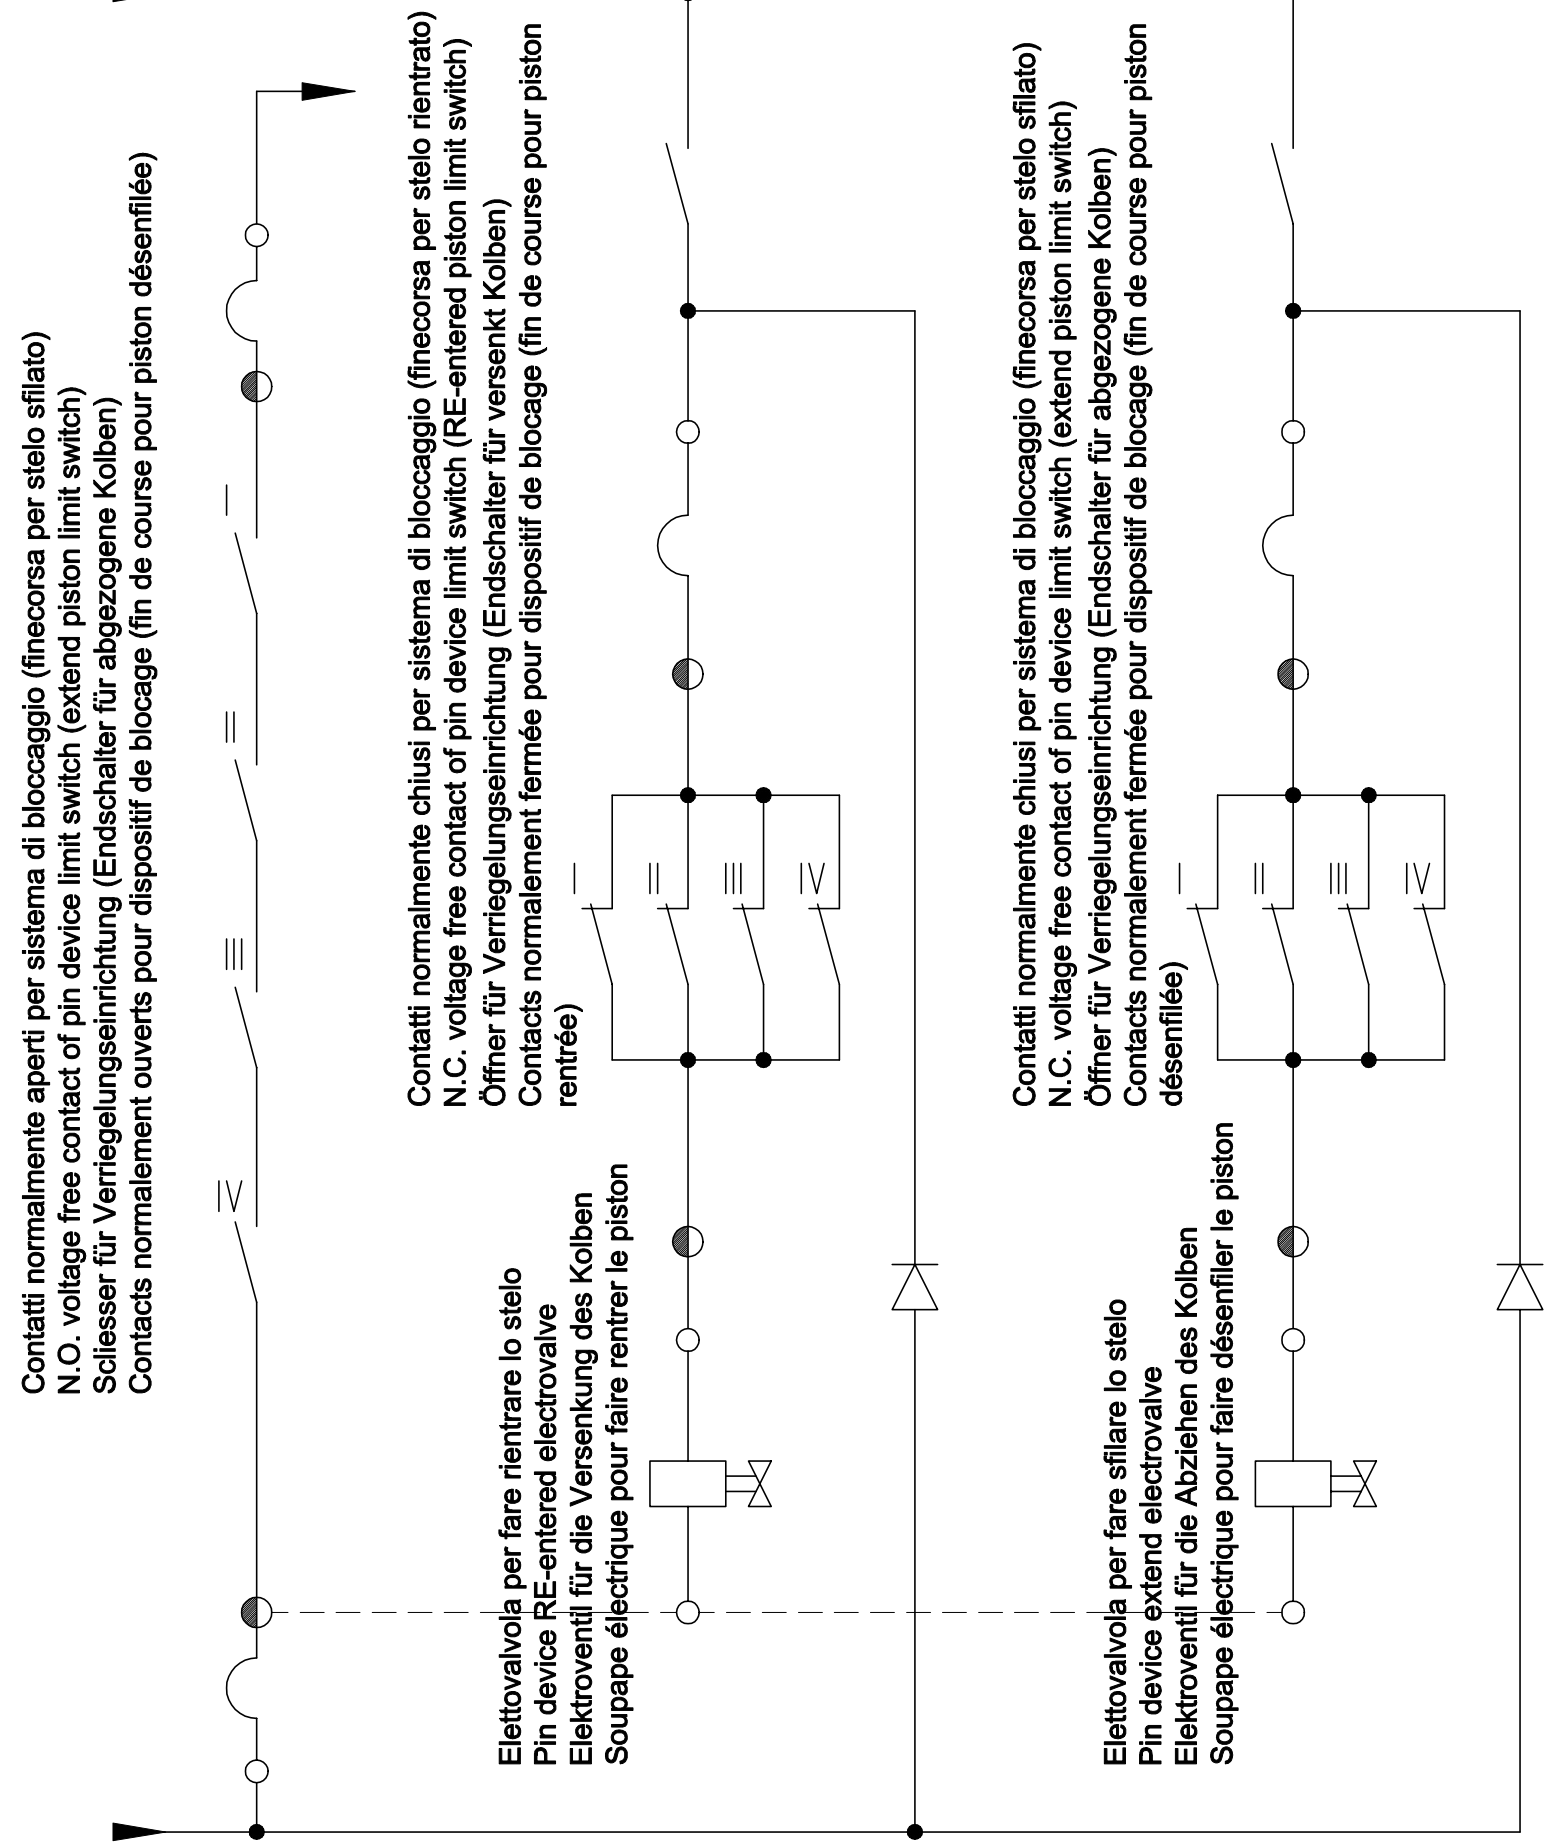 Contatti normalmente aperti per sistema di bloccaggio (finecorsa per stelo sfilato)
N.O. voltage free contact of pin device limit switch (extend piston limit switch)
Scliesser für Verriegelungseinrichtung (Endschalter für abgezogene Kolben)
Contacts normalement ouverts pour dispositif de blocage (fin de course pour piston désenfilée)
IV
III
II
I
Contatti normalmente chiusi per sistema di bloccaggio (finecorsa per stelo rientrato)
N.C. voltage free contact of pin device limit switch (RE-entered piston limit switch)
Öffner für Verriegelungseinrichtung (Endschalter für versenkt Kolben)
Contacts normalement fermée pour dispositif de blocage (fin de course pour piston
rentrée)
Elettovalvola per fare rientrare lo stelo
Pin device RE-entered electrovalve
Elektroventil für die Versenkung des Kolben
Soupape électrique pour faire rentrer le piston
I
II
III
IV
Contatti normalmente chiusi per sistema di bloccaggio (finecorsa per stelo sfilato)
N.C. voltage free contact of pin device limit switch (extend piston limit switch)
Öffner für Verriegelungseinrichtung (Endschalter für abgezogene Kolben)
Contacts normalement fermée pour dispositif de blocage (fin de course pour piston
désenfilée)
Elettovalvola per fare sfilare lo stelo
Pin device extend electrovalve
Elektroventil für die Abziehen des Kolben
Soupape électrique pour faire désenfiler le piston
I
II
III
IV